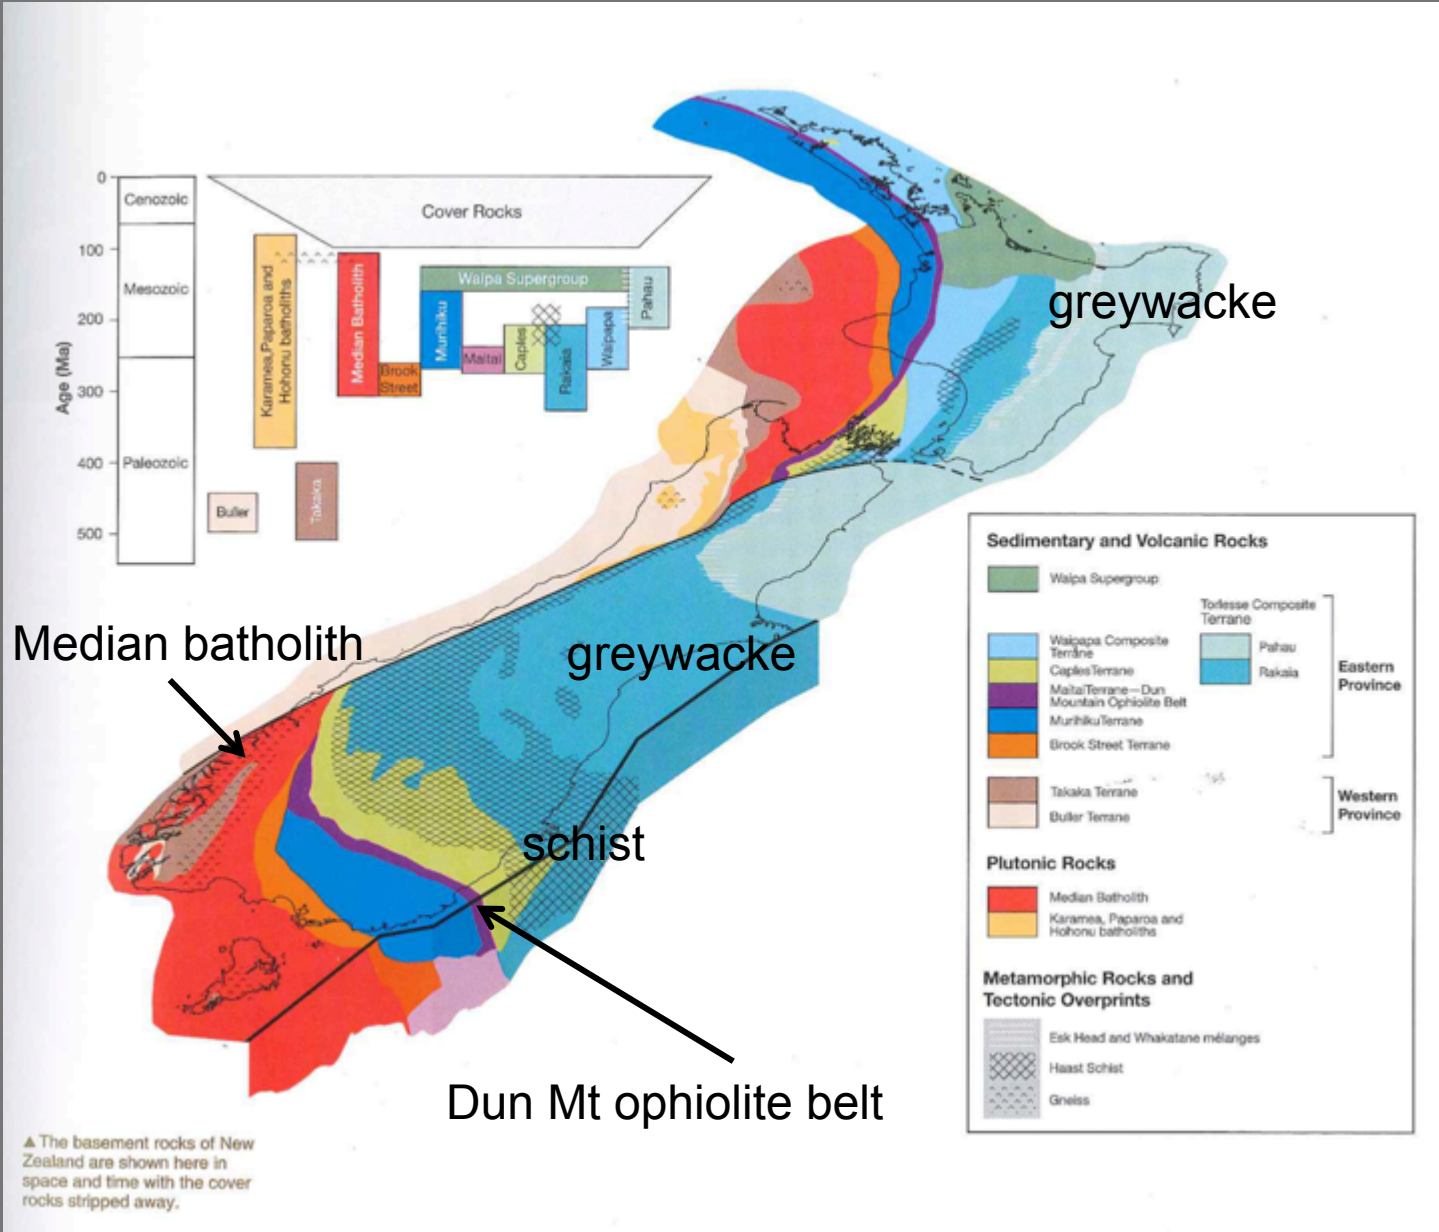 0
100
200
300
400
500
Age (Ma)
Cenozoic
Mesozoic
Paleozoic
Cover Rocks
Karamea,Paparoa and
Hohonu batholiths
Median Batholith
Brook
Street
Waipa Supergroup
Murihiku
Maitai
Caples
Rakaia
Waipapa
Pahau
Buller
Takaka
greywacke
Median batholith
greywacke
schist
Dun Mt ophiolite belt
Sedimentary and Volcanic Rocks
Waipa Supergroup
Torlesse Composite
Terrane
Waipapa Composite
Terrane
Caples Terrane
Maitai Terrane—Dun
Mountain Ophiolite Belt
Murihiku Terrane
Brook Street Terrane
Pahau
Rakaia
Eastern
Province
Takaka Terrane
Buller Terrane
Western
Province
Plutonic Rocks
Median Batholith
Karamea, Paparoa and
Hohonu batholiths
Metamorphic Rocks and
Tectonic Overprints
Esk Head and Whakatane mélanges
Haast Schist
Gneiss
▲ The basement rocks of New
Zealand are shown here in
space and time with the cover
rocks stripped away.